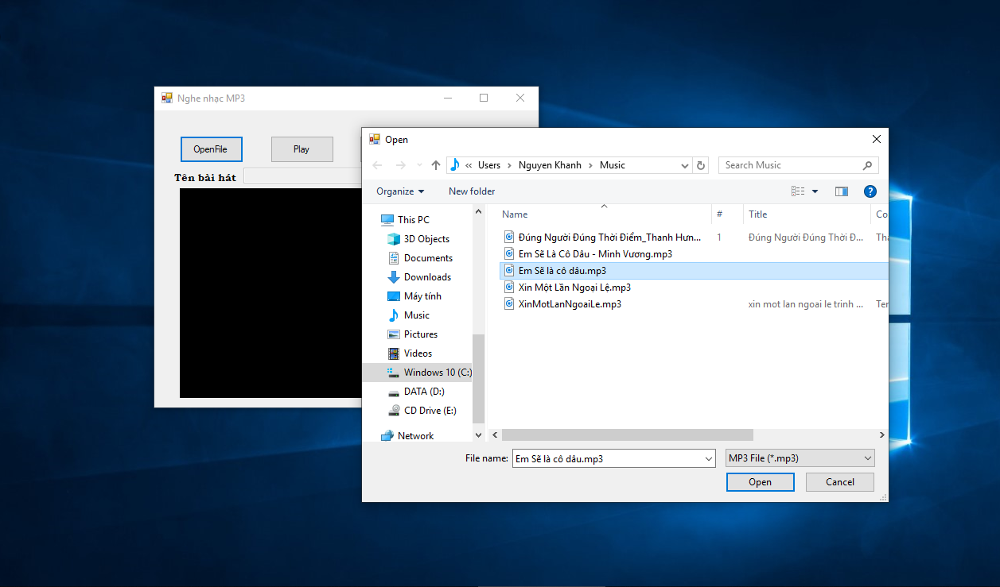 Nghe nhạc MP3
OpenFile
Play
Tên bài hát
Open
« Users > Nguyen Khanh > Music
Search Music
Organize
New folder
?
Name
#
Title
This PC
3D Objects
Documents
Downloads
Máy tính
Music
Pictures
Videos
Windows 10 (C:)
DATA (D:)
CD Drive (E:)
Network
Đúng Người Đúng Thời Điểm_Thanh Hưn... 1 Đúng Người Đúng Thời Đ...
Em Sẽ Là Cô Dâu - Minh Vương.mp3
Em Sẽ là cô dâu.mp3
Xin Một Lần Ngoại Lệ.mp3
XinMotLanNgoaiLe.mp3 xin mot lan ngoai le trinh ...
File name: Em Sẽ là cô dâu.mp3
MP3 File (*.mp3)
Open
Cancel